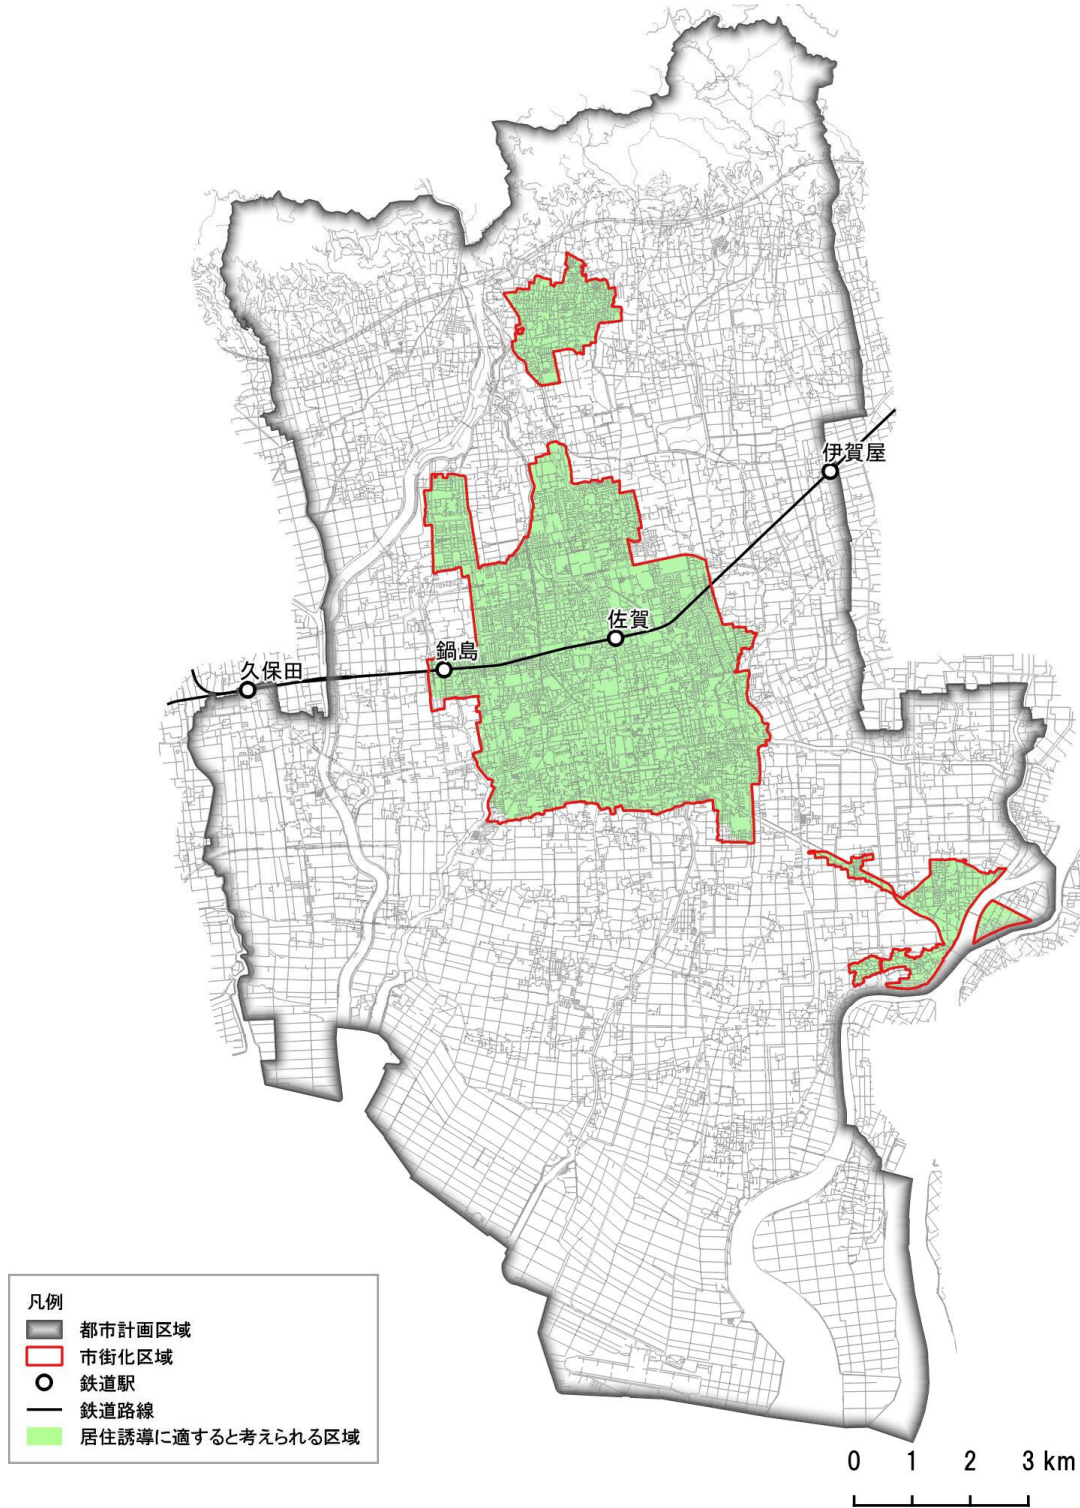 伊賀屋
佐賀
鍋島
久保田
凡例
都市計画区域
市街化区域
鉄道駅
鉄道路線
居住誘導に適すると考えられる区域
0 1 2 3 km